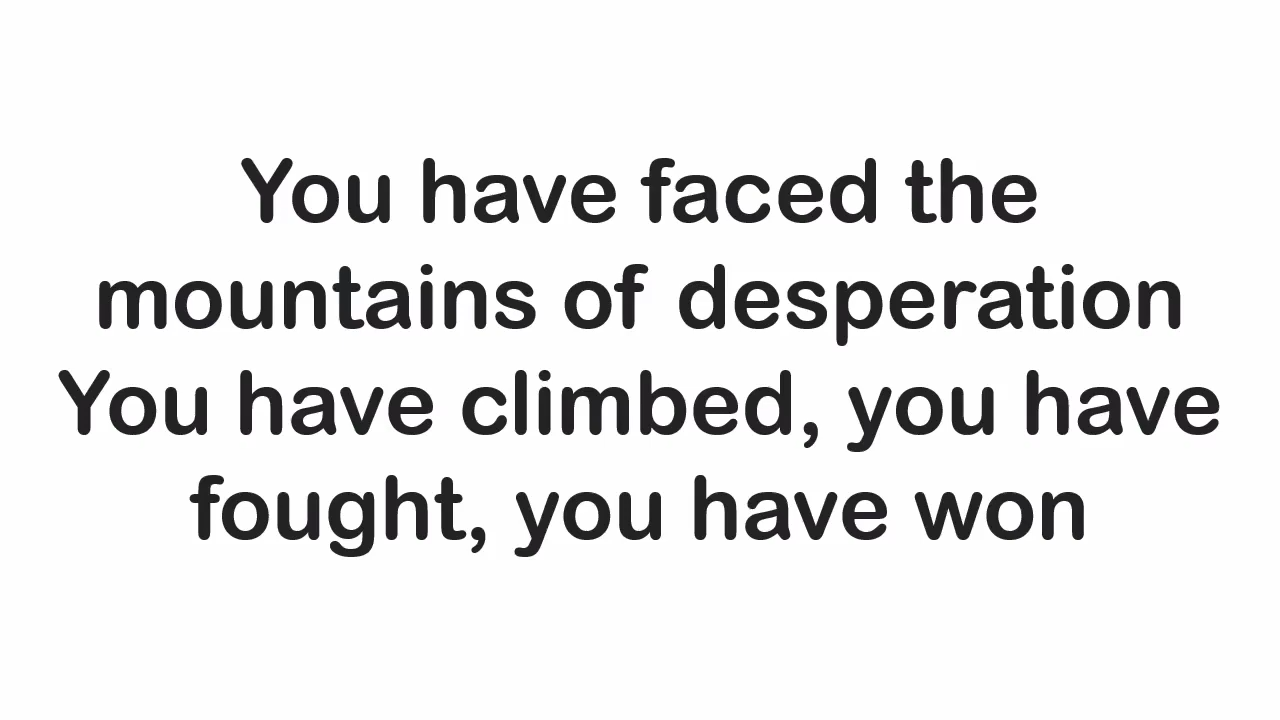 You have faced the
mountains of desperation
You have climbed, you have
fought, you have won